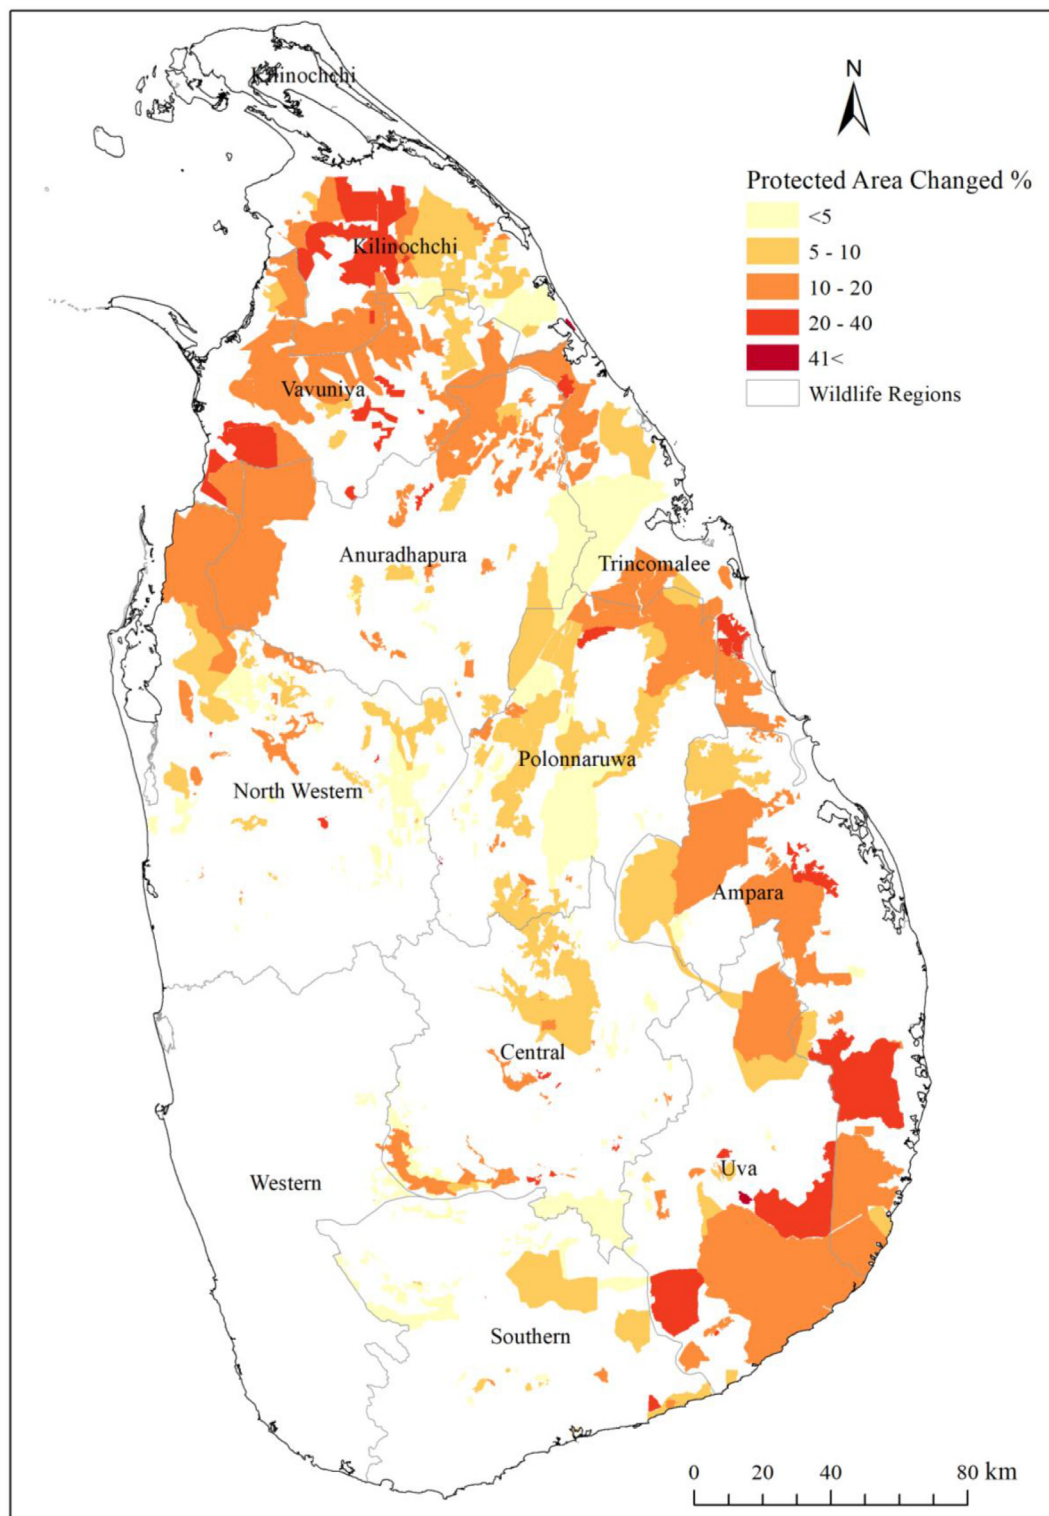 Kilinochchi
N
Protected Area Changed %
<5
5 - 10
10 - 20
20 - 40
41<
Wildlife Regions
Kilinochchi
Vavuniya
Anuradhapura
Trincomalee
Polonnaruwa
North Western
Ampara
Central
Uva
Western
Southern
0 20 40 80 km